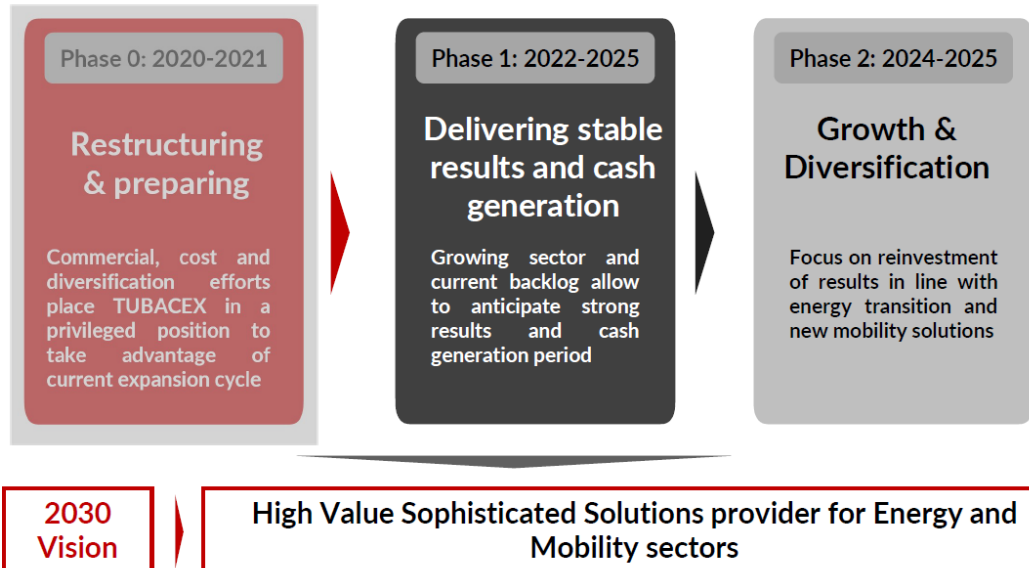 Phase 0: 2020-2021
Restructuring
& preparing
Commercial, cost and
diversification efforts
place TUBACEX in a
privileged position to
take advantage of
current expansion cycle
Phase 1: 2022-2025
Delivering stable
results and cash
generation
Growing sector and
current backlog allow
to anticipate strong
results and cash
generation period
Phase 2: 2024-2025
Growth &
Diversification
Focus on reinvestment
of results in line with
energy transition and
new mobility solutions
2030
Vision
High Value Sophisticated Solutions provider for Energy and
Mobility sectors